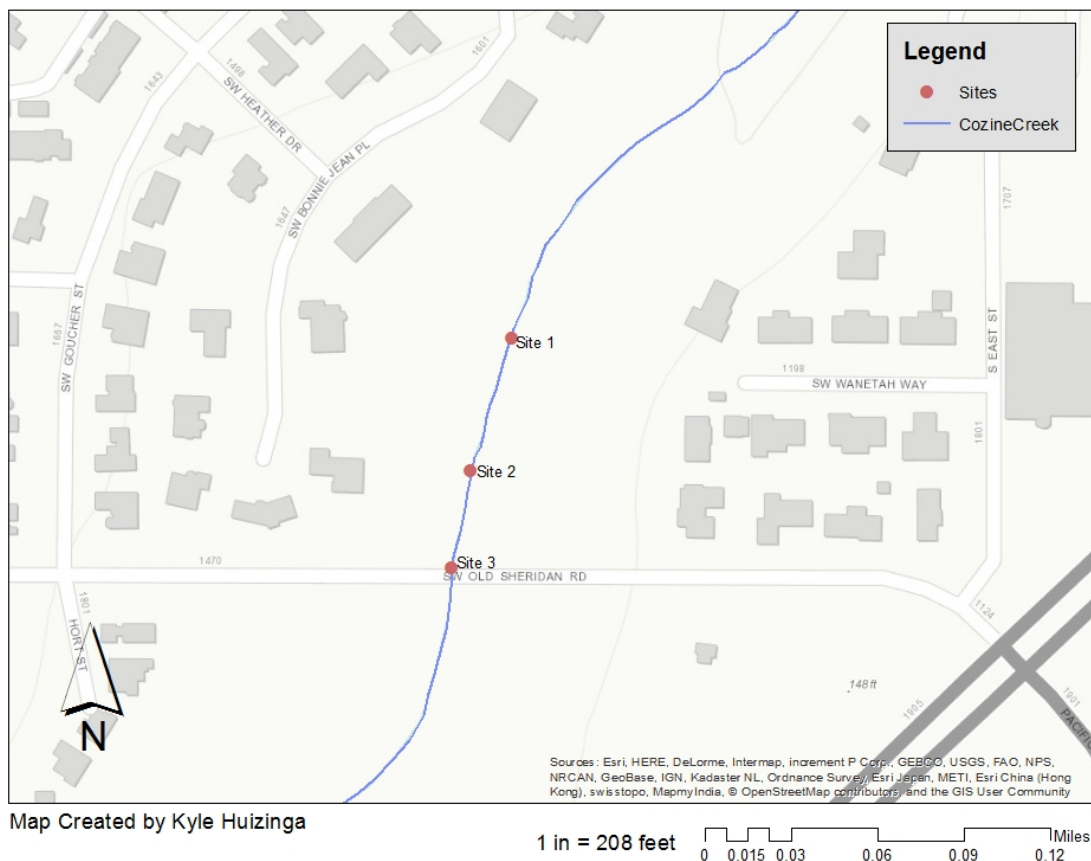 Legend
Sites
CozineCreek
1601
1498
1643
SW HEATHER DR
SW BONNIE JEAN PL
1647
1707
SW GOUCHER ST
1667
S EAST ST
Site 1
1198
SW WANETAH WAY
1801
Site 2
1470
Site 3
SW OLD SHERIDAN RD
1124
1801
HORT ST
148 ft
1905
1901
PACIFIC
N
Sources: Esri, HERE, DeLorme, Intermap, increment P Corp., GEBCO, USGS, FAO, NPS,
NRCAN, GeoBase, IGN, Kadaster NL, Ordnance Survey, Esri Japan, METI, Esri China (Hong
Kong), swisstopo, MapmyIndia, © OpenStreetMap contributors, and the GIS User Community
Map Created by Kyle Huizinga
1 in = 208 feet
Miles
0 0.015 0.03 0.06 0.09 0.12